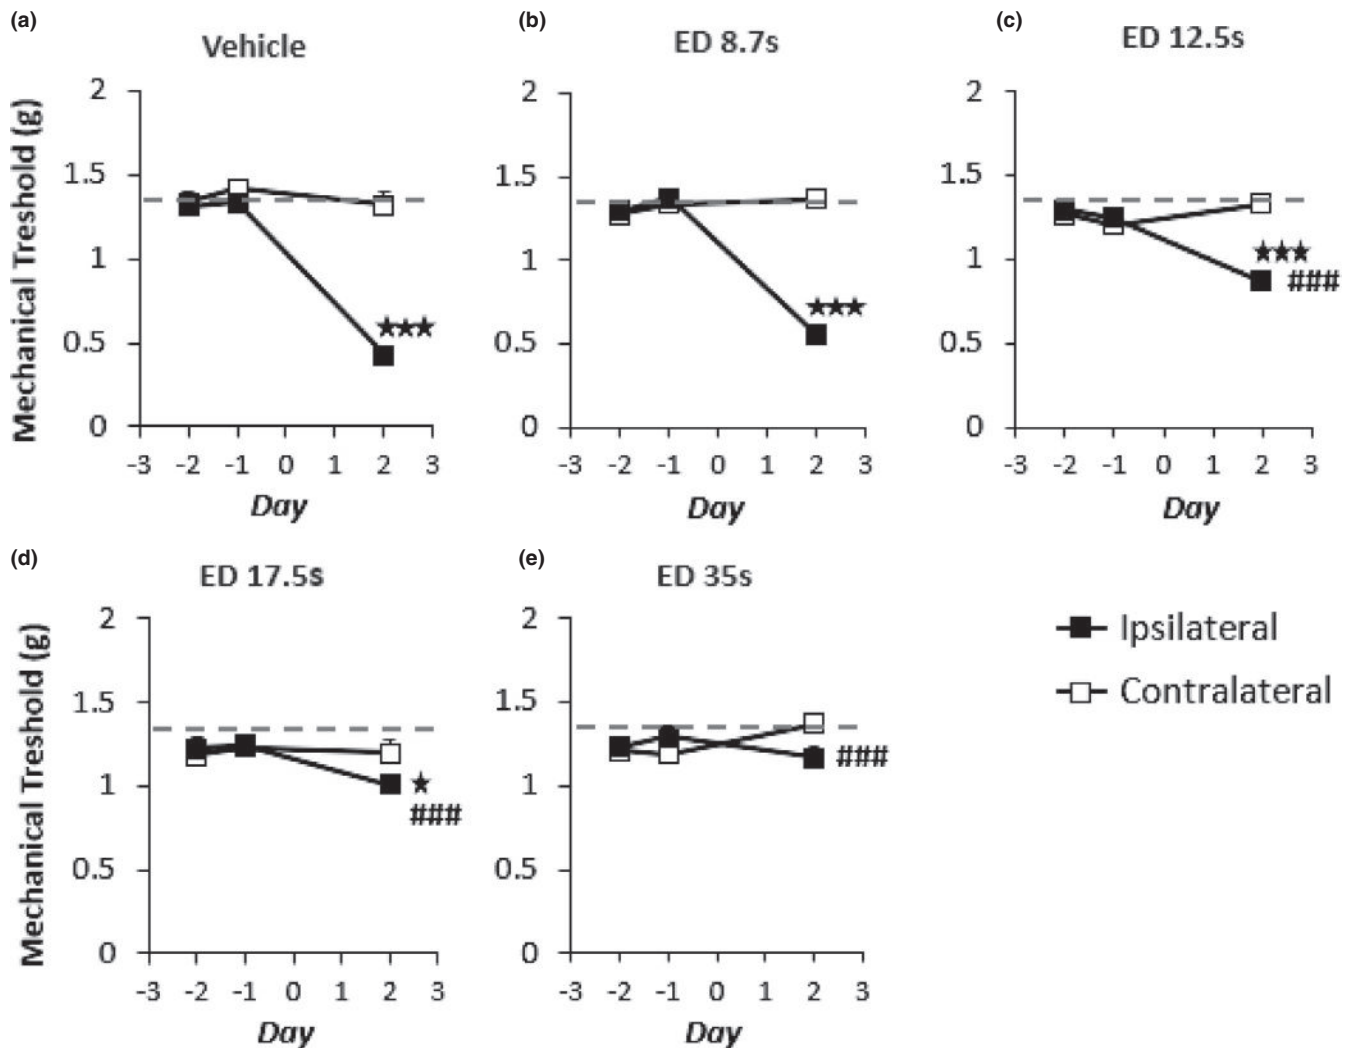 (a)
Vehicle
Mechanical Treshold (g)
2
1.5
1
0.5
0
-3 -2 -1 0 1 2 3
Day
★★★
(b)
ED 8.7s
2
1.5
1
0.5
0
-3 -2 -1 0 1 2 3
Day
★★★
(c)
ED 12.5s
2
1.5
1
0.5
0
-3 -2 -1 0 1 2 3
Day
★★★
###
(d)
ED 17.5s
Mechanical Treshold (g)
2
1.5
1
0.5
0
-3 -2 -1 0 1 2 3
Day
★
###
(e)
ED 35s
2
1.5
1
0.5
0
-3 -2 -1 0 1 2 3
Day
###
Ipsilateral
Contralateral